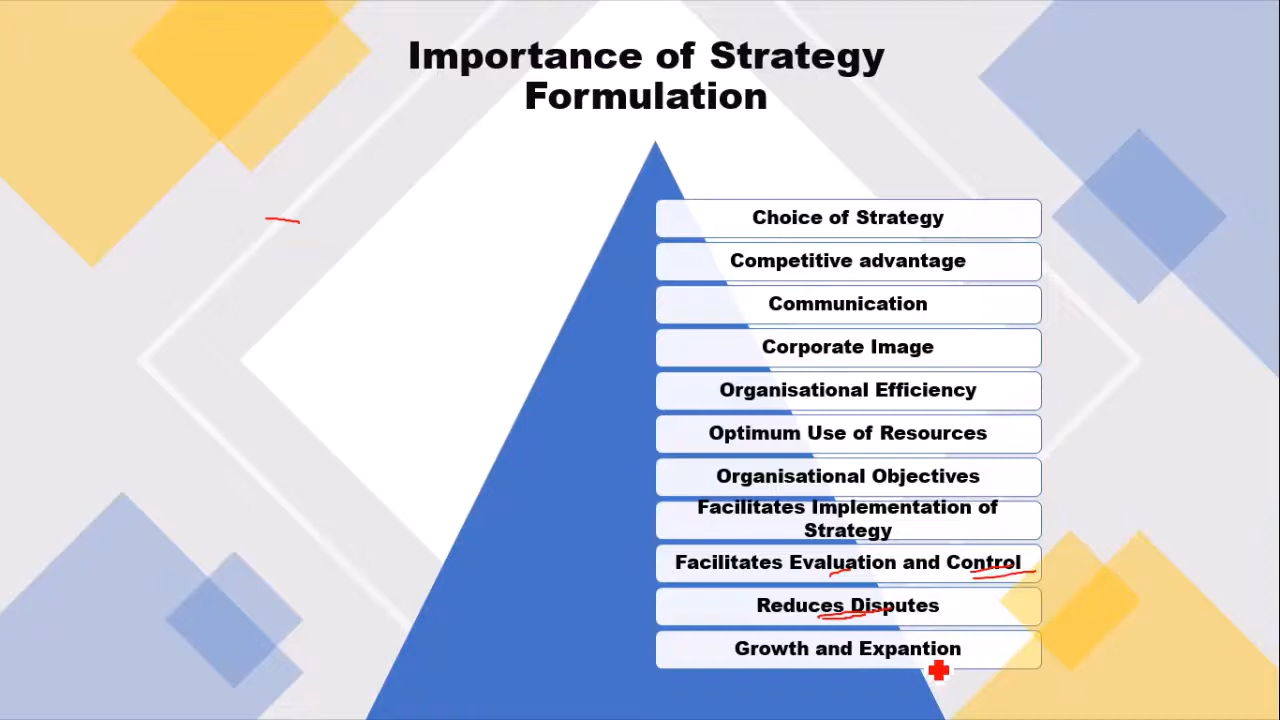 Importance of Strategy
Formulation
Choice of Strategy
Competitive advantage
Communication
Corporate Image
Organisational Efficiency
Optimum Use of Resources
Organisational Objectives
Facilitates Implementation of
Strategy
Facilitates Evaluation and Control
Reduces Disputes
Growth and Expantion